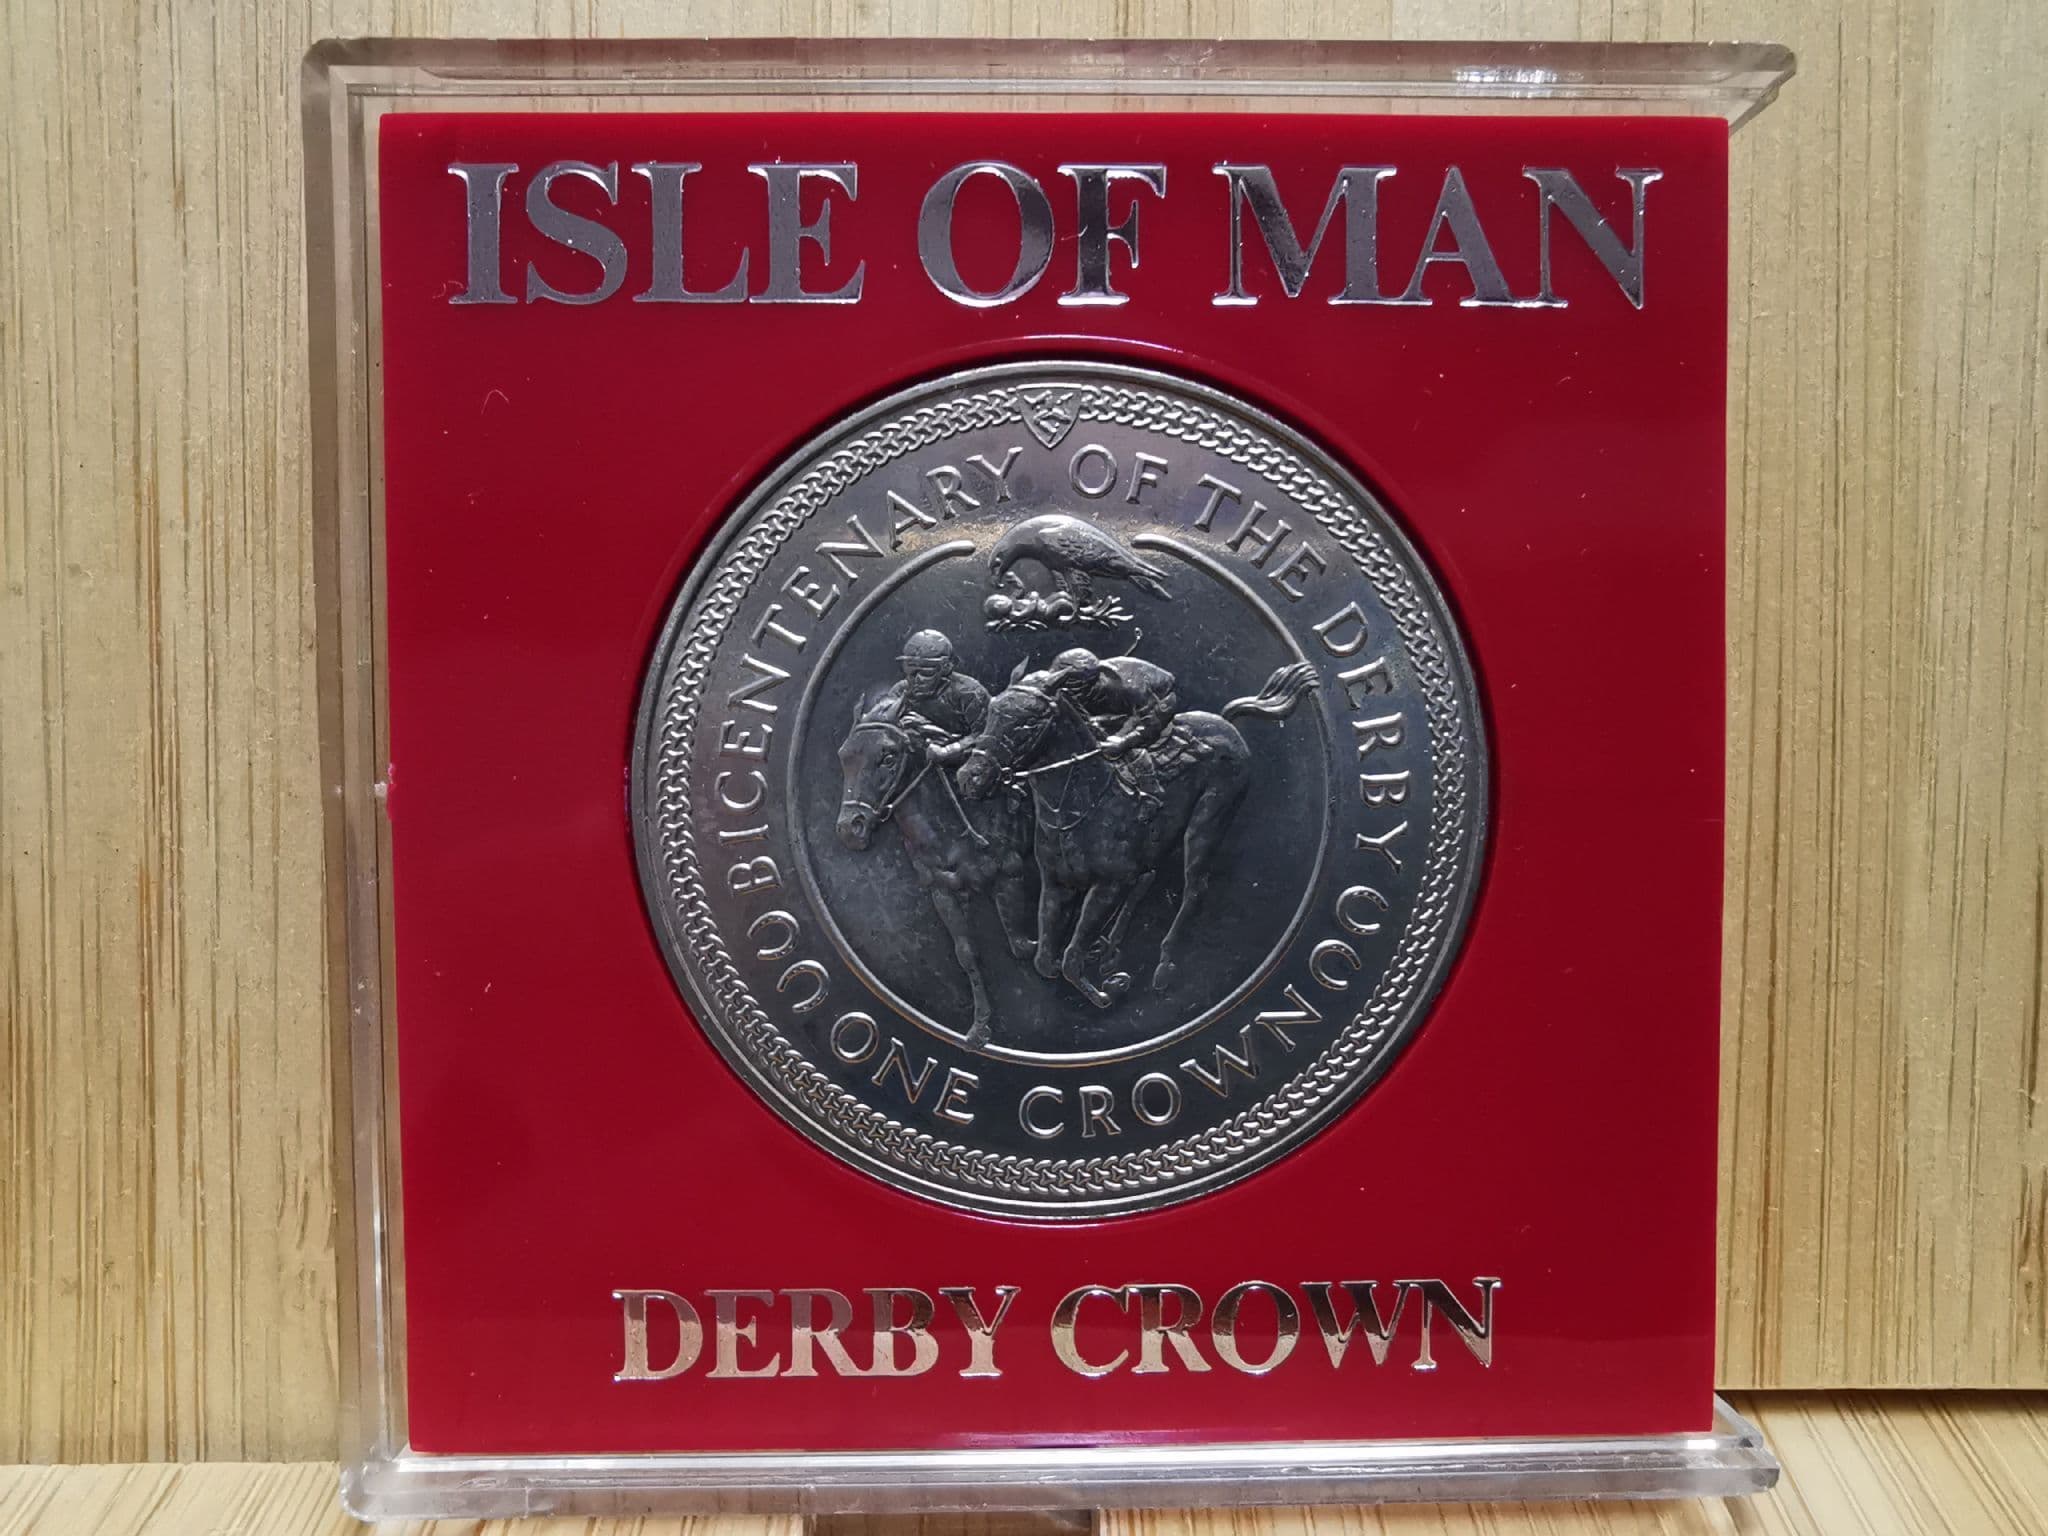 ISLE OF MAN
BICENTENARY OF THE DERBY
ONE CROWN
DERBY CROWN